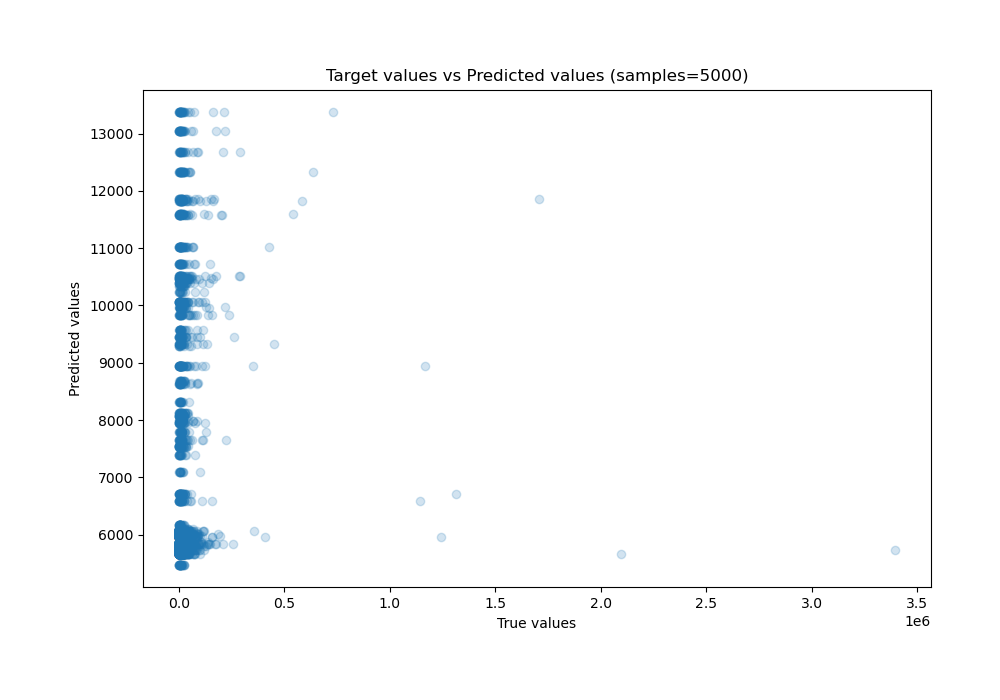 Target values vs Predicted values (samples=5000)
Predicted values
13000
12000
11000
10000
9000
8000
7000
6000
0.0 0.5 1.0 1.5 2.0 2.5 3.0 3.5
1e6
True values